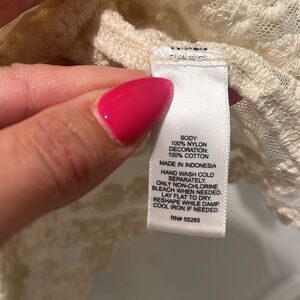 BODY:
100% NYLON
DECORATION:
100% COTTON
MADE IN INDONESIA
HAND WASH COLD
SEPARATELY.
ONLY NON-CHLORINE
BLEACH WHEN NEEDED.
LAY FLAT TO DRY.
RESHAPE WHILE DAMP.
COOL IRON IF NEEDED.
RN# 55285